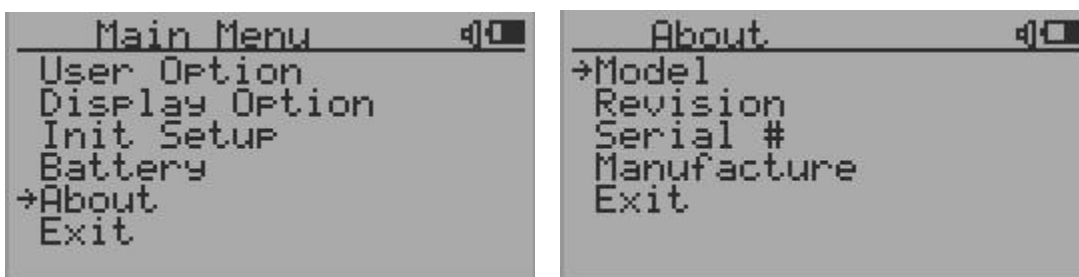 Main Menu
User Option
Display Option
Init Setup
Battery
→About
Exit
About
→Model
Revision
Serial #
Manufacture
Exit